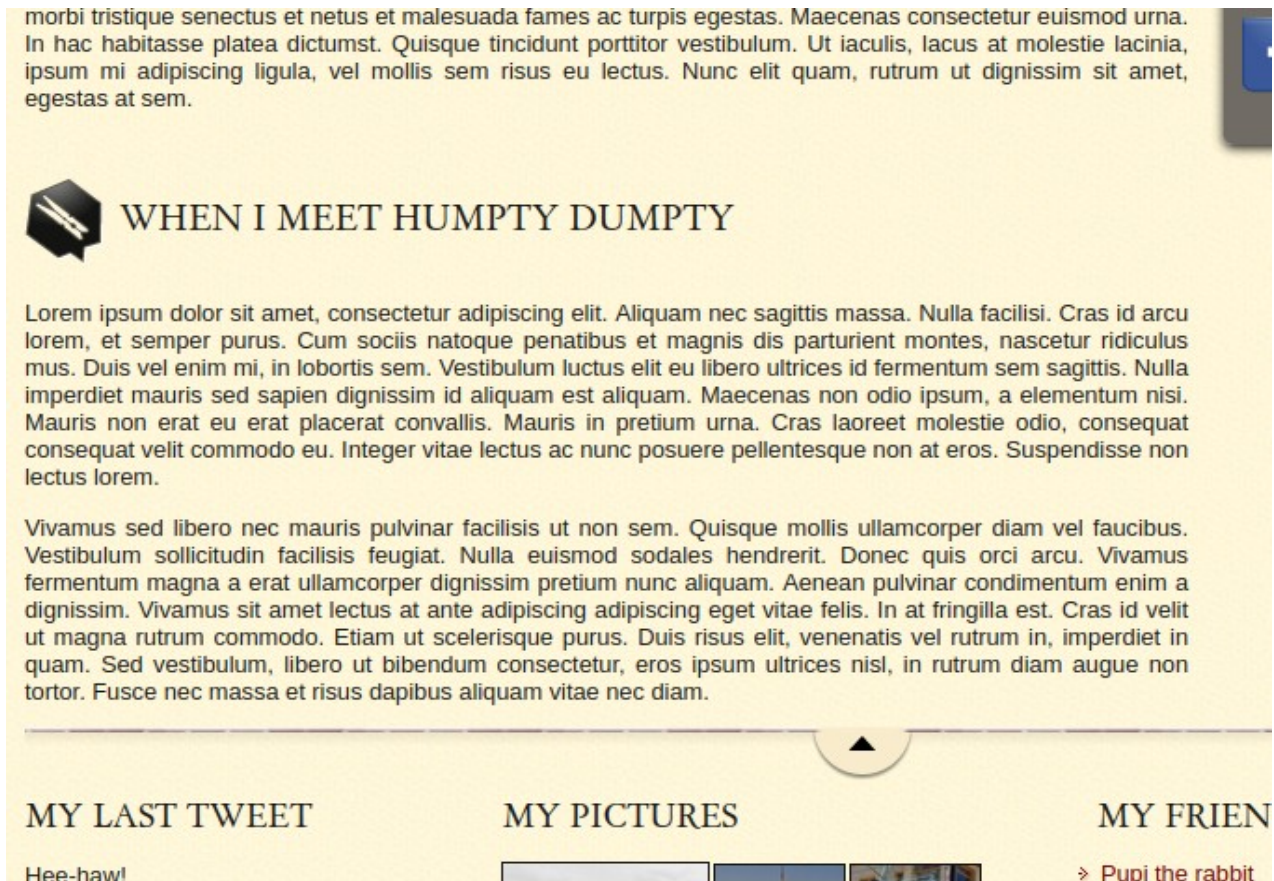 morbi tristique senectus et netus et malesuada fames ac turpis egestas. Maecenas consectetur euismod urna.
In hac habitasse platea dictumst. Quisque tincidunt porttitor vestibulum. Ut iaculis, lacus at molestie lacinia,
ipsum mi adipiscing ligula, vel mollis sem risus eu lectus. Nunc elit quam, rutrum ut dignissim sit amet,
egestas at sem.
WHEN I MEET HUMPTY DUMPTY
Lorem ipsum dolor sit amet, consectetur adipiscing elit. Aliquam nec sagittis massa. Nulla facilisi. Cras id arcu
lorem, et semper purus. Cum sociis natoque penatibus et magnis dis parturient montes, nascetur ridiculus
mus. Duis vel enim mi, in lobortis sem. Vestibulum luctus elit eu libero ultrices id fermentum sem sagittis. Nulla
imperdiet mauris sed sapien dignissim id aliquam est aliquam. Maecenas non odio ipsum, a elementum nisi.
Mauris non erat eu erat placerat convallis. Mauris in pretium urna. Cras laoreet molestie odio, consequat
consequat velit commodo eu. Integer vitae lectus ac nunc posuere pellentesque non at eros. Suspendisse non
lectus lorem.
Vivamus sed libero nec mauris pulvinar facilisis ut non sem. Quisque mollis ullamcorper diam vel faucibus.
Vestibulum sollicitudin facilisis feugiat. Nulla euismod sodales hendrerit. Donec quis orci arcu. Vivamus
fermentum magna a erat ullamcorper dignissim pretium nunc aliquam. Aenean pulvinar condimentum enim a
dignissim. Vivamus sit amet lectus at ante adipiscing adipiscing eget vitae felis. In at fringilla est. Cras id velit
ut magna rutrum commodo. Etiam ut scelerisque purus. Duis risus elit, venenatis vel rutrum in, imperdiet in
quam. Sed vestibulum, libero ut bibendum consectetur, eros ipsum ultrices nisl, in rutrum diam augue non
tortor. Fusce nec massa et risus dapibus aliquam vitae nec diam.
MY LAST TWEET
Hee-haw!
MY PICTURES
MY FRIEN
Pupi the rabbit